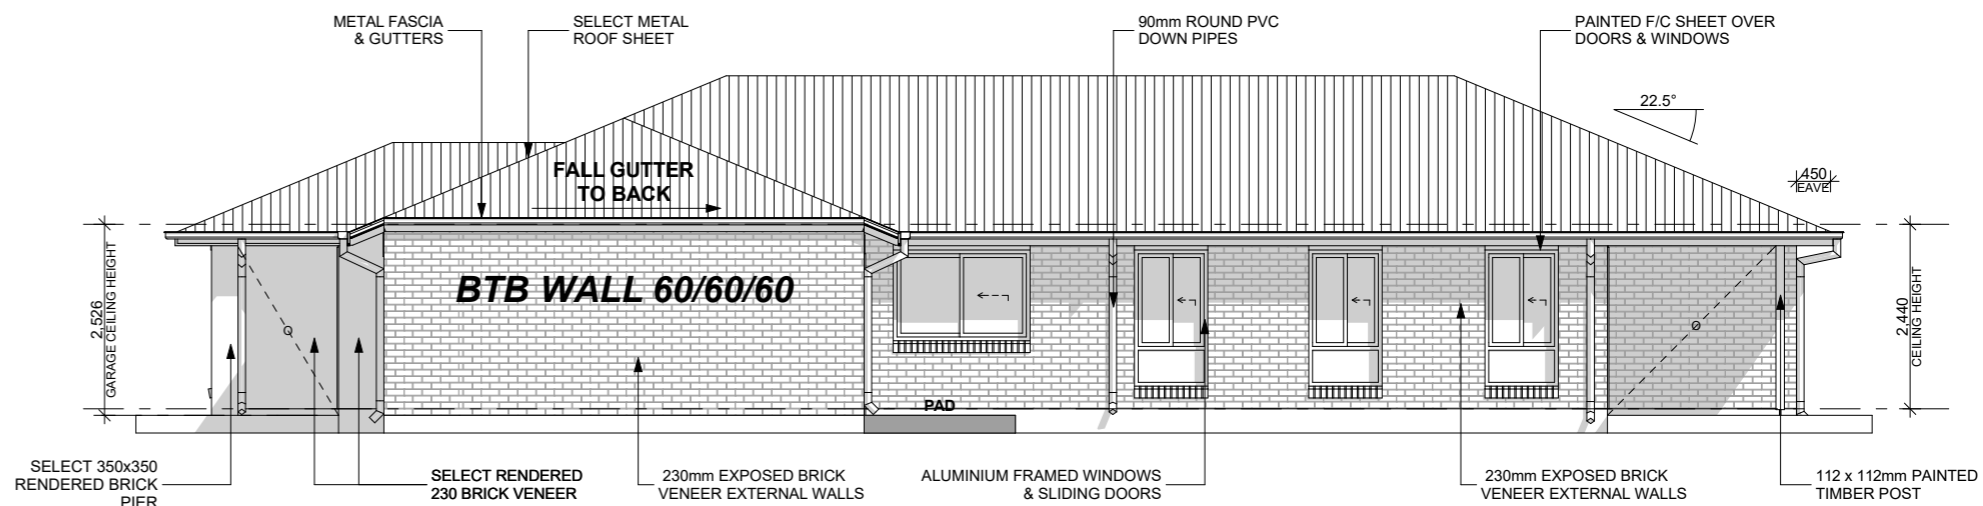 METAL FASCIA
& GUTTERS
SELECT METAL
ROOF SHEET
90mm ROUND PVC
DOWN PIPES
PAINTED F/C SHEET OVER
DOORS & WINDOWS
22.5°
450
EAVE
FALL GUTTER
TO BACK
2,526
GARAGE CEILING HEIGHT
BTB WALL 60/60/60
2,440
CEILING HEIGHT
PAD
SELECT 350x350
RENDERED BRICK
PIER
SELECT RENDERED
230 BRICK VENEER
230mm EXPOSED BRICK
VENEER EXTERNAL WALLS
ALUMINIUM FRAMED WINDOWS
& SLIDING DOORS
230mm EXPOSED BRICK
VENEER EXTERNAL WALLS
112 x 112mm PAINTED
TIMBER POST